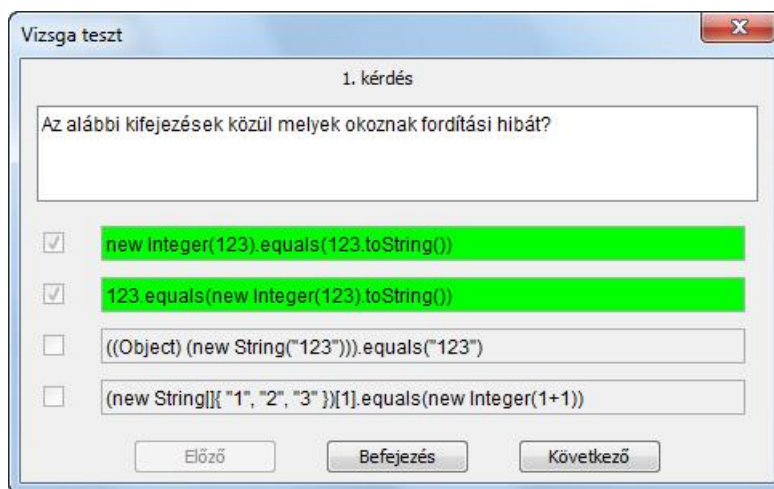 Vizsga teszt
1. kérdés
Az alábbi kifejezések közül melyek okoznak fordítási hibát?
new Integer(123).equals(123.toString())
123.equals(new Integer(123).toString())
((Object) (new String("123"))).equals("123")
(new String[]{ "1", "2", "3" })[1].equals(new Integer(1+1))
Előző
Befejezés
Következő